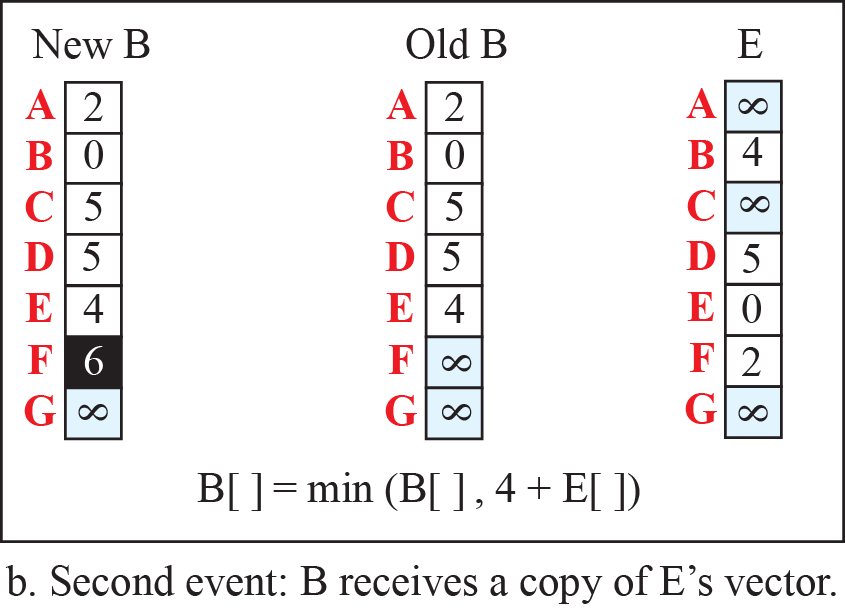 New B Old B E
A 2 A 2 A ∞
B 0 B 0 B 4
C 5 C 5 C ∞
D 5 D 5 D 5
E 4 E 4 E 0
F 6 F ∞ F 2
G ∞ G ∞ G ∞
B[ ] = min (B[ ] , 4 + E[ ])
b. Second event: B receives a copy of E’s vector.